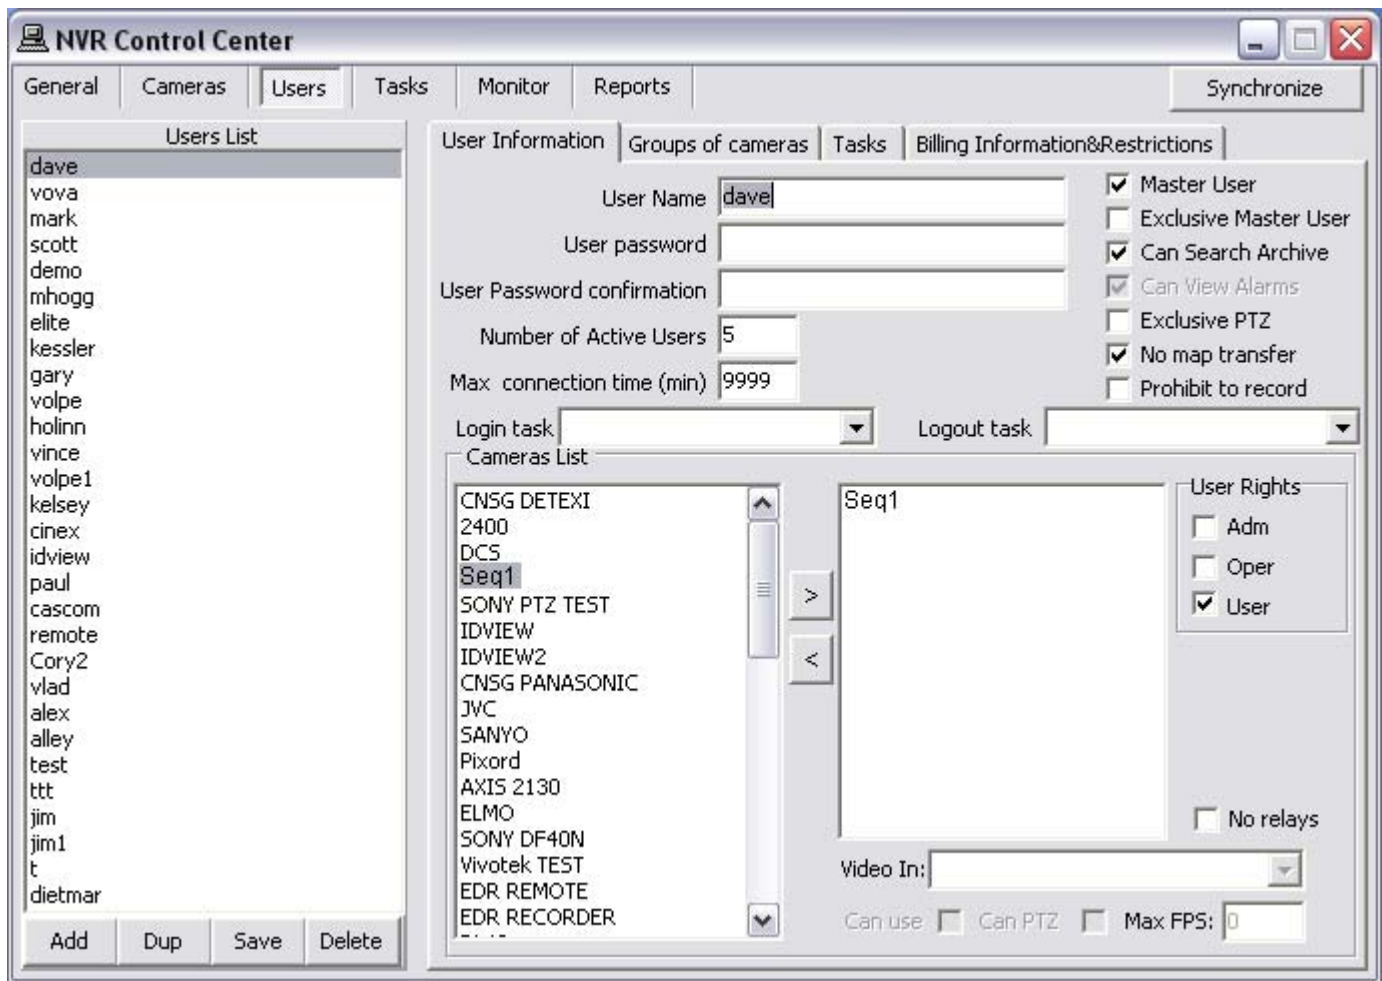 NVR Control Center
General Cameras Users Tasks Monitor Reports Synchronize
Users List
dave
vova
mark
scott
demo
mhogg
elite
kessler
gary
volpe
holinn
vince
volpe1
kelsey
cinex
idview
paul
cascom
remote
Cory2
vlad
alex
alley
test
ttt
jim
jim1
t
dietmar
Add Dup Save Delete
User Information Groups of cameras Tasks Billing Information&Restrictions
User Name dave
User password
User Password confirmation
Number of Active Users 5
Max connection time (min) 9999
Master User
Exclusive Master User
Can Search Archive
Can View Alarms
Exclusive PTZ
No map transfer
Prohibit to record
Login task
Logout task
Cameras List
CNSG DETEXI
2400
DCS
Seq1
SONY PTZ TEST
IDVIEW
IDVIEW2
CNSG PANASONIC
JVC
SANYO
Pixord
AXIS 2130
ELMO
SONY DF40N
Vivotek TEST
EDR REMOTE
EDR RECORDER
>
<
Seq1
User Rights
Adm
Oper
User
No relays
Video In:
Can use Can PTZ Max FPS: 0